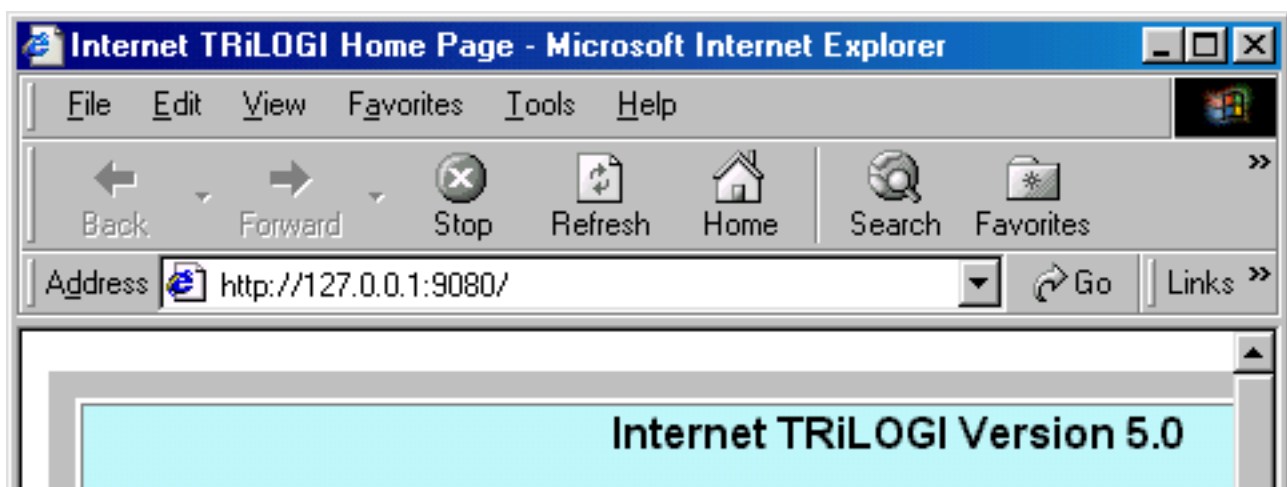 Internet TRiLOGI Home Page - Microsoft Internet Explorer
File Edit View Favorites Tools Help
Back Forward Stop Refresh Home Search Favorites »
Address http://127.0.0.1:9080/ Go Links »
Internet TRiLOGI Version 5.0